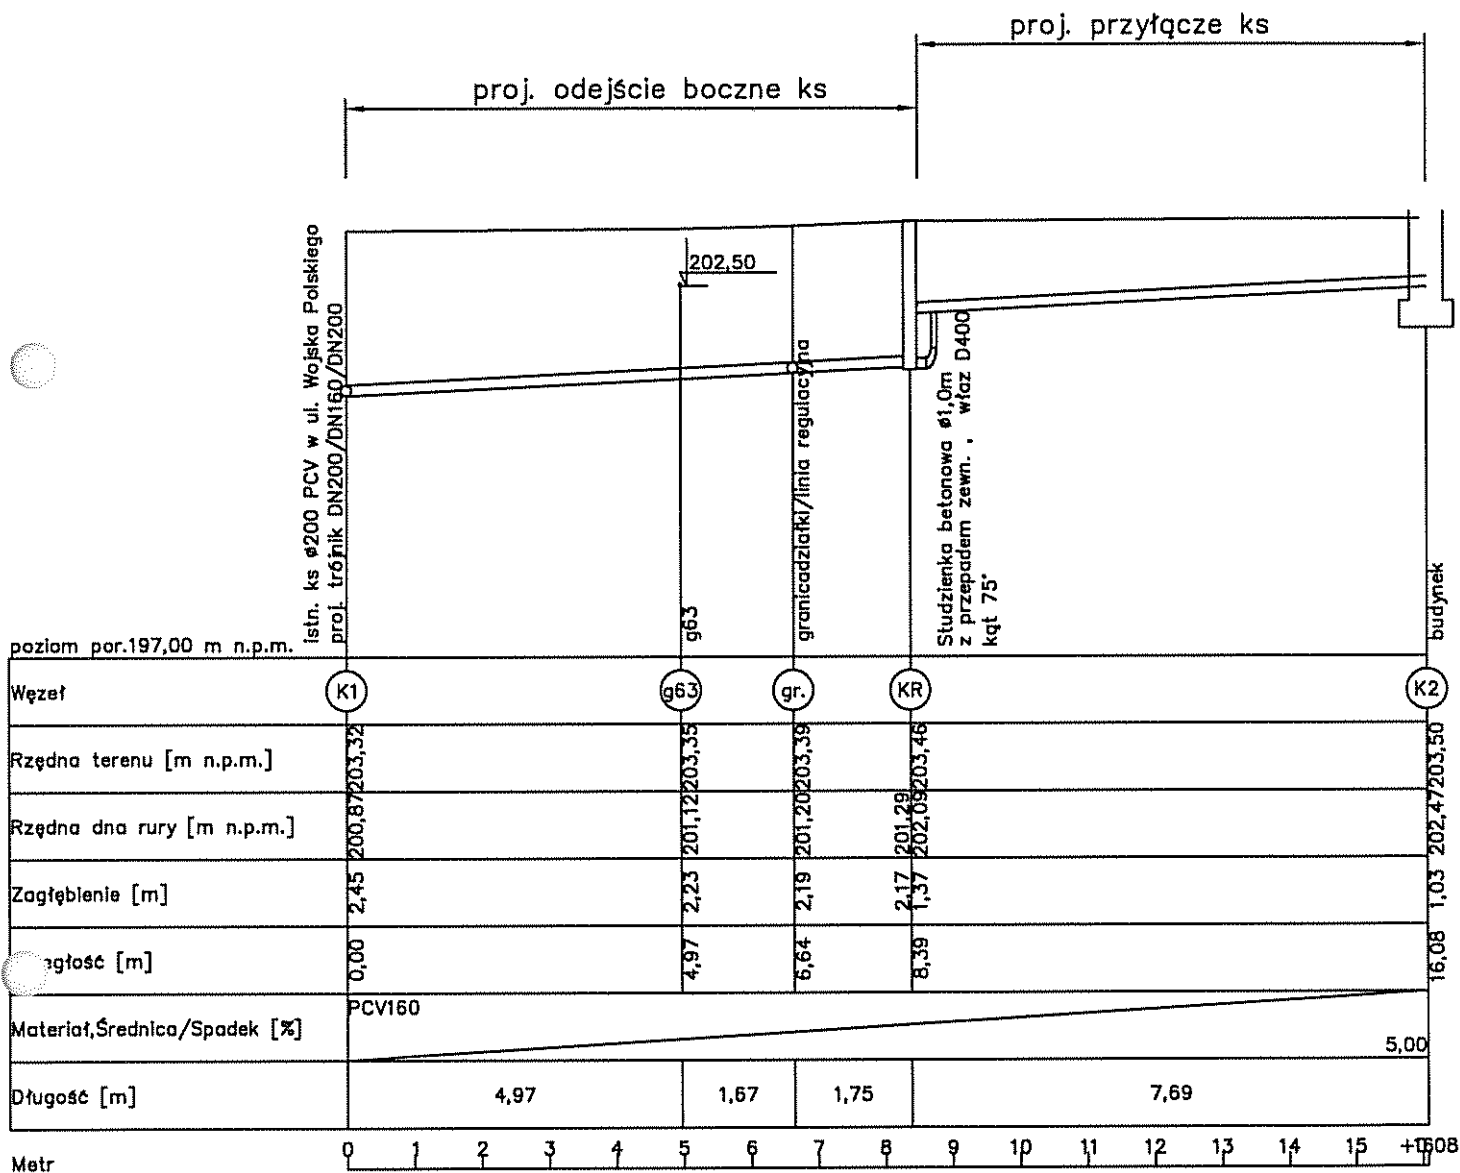 proj. przyłącze ks
proj. odejście boczne ks
202,50
istn. ks ø200 PCV w ul. Wojska Polskiego
proj. trójnik DN200/DN160/DN200
g63
granicadziałki/linia regulacyjna
Studzienka betonowa ø1,0m
z przepadem zewn. , właz D400
kąt 75°
budynek
poziom por.197,00 m n.p.m.
Węzeł K1 g63 gr. KR K2
Rzędna terenu [m n.p.m.] 203,32 203,35 203,39 203,46 203,50
Rzędna dna rury [m n.p.m.] 200,87 201,12 201,20 201,29 202,09 202,47
Zagłębienie [m] 2,45 2,23 2,19 2,17 1,37 1,03
głość [m] 0,00 4,97 6,64 8,39 16,08
Materiał,Średnica/Spadek [%] PCV160 5,00
Długość [m] 4,97 1,67 1,75 7,69
Metr 0 1 2 3 4 5 6 7 8 9 10 11 12 13 14 15